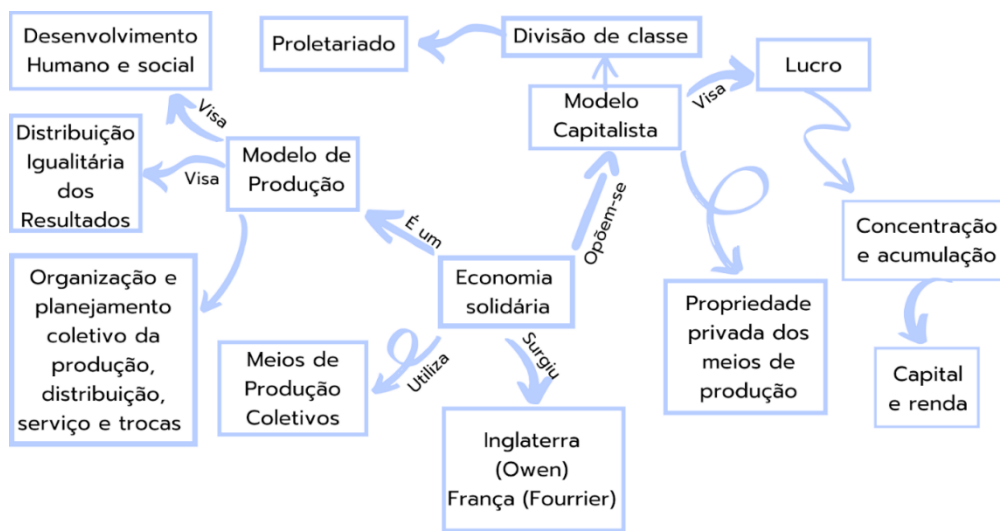 Desenvolvimento
Humano e social
Proletariado
Divisão de classe
Lucro
Visa
Modelo
Capitalista
Visa
Distribuição
Igualitária
dos
Resultados
Visa
Modelo de
Produção
É um
Opõem-se
Concentração
e acumulação
Organização e
planejamento
coletivo da
produção,
distribuição,
serviço e trocas
Economia
solidária
Propriedade
privada dos
meios de
produção
Meios de
Produção
Coletivos
Utiliza
Surgiu
Capital
e renda
Inglaterra
(Owen)
França (Fourrier)